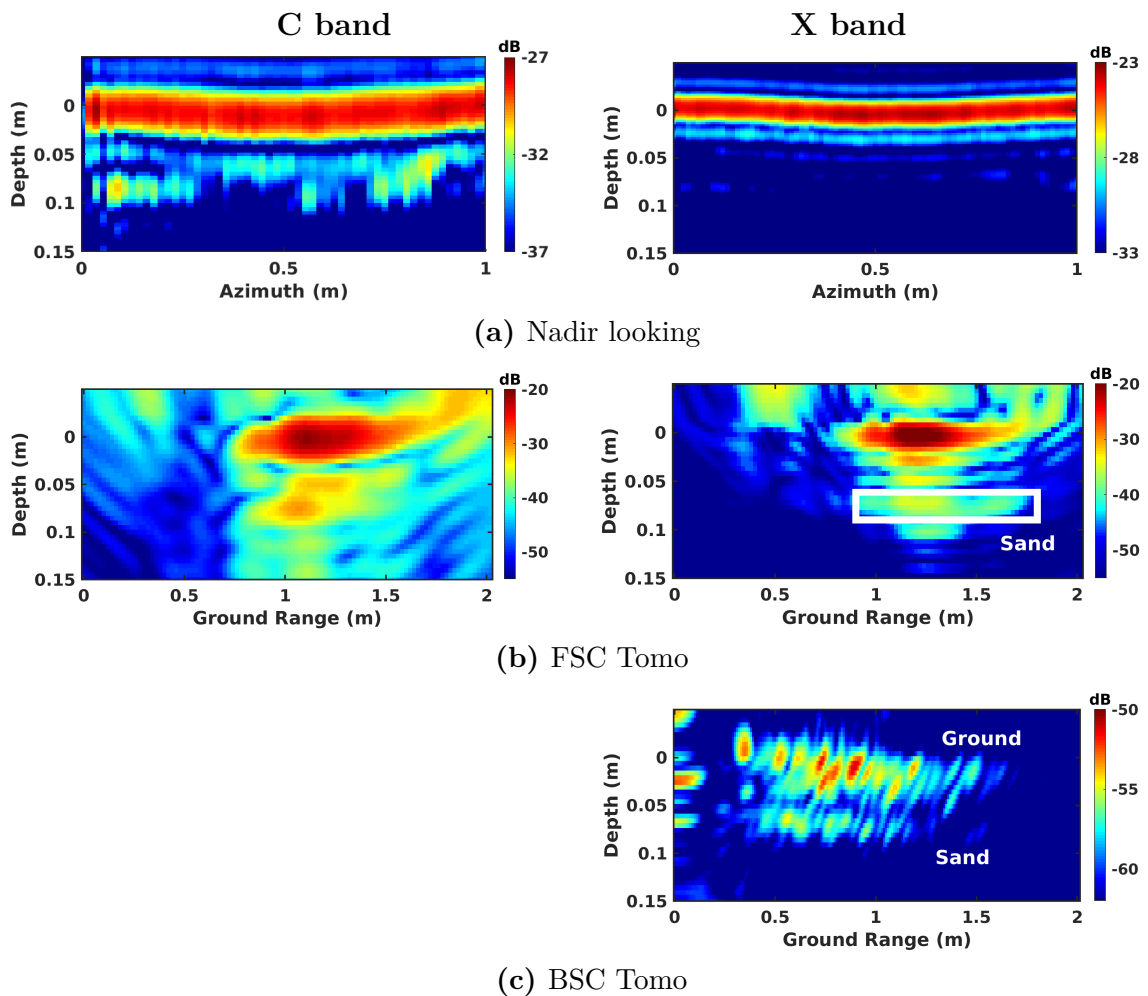 C band
X band
dB
-27
-32
-37
Depth (m)
0
0.05
0.1
0.15
0
0.5
1
Azimuth (m)
dB
-23
-28
-33
Depth (m)
0
0.05
0.1
0.15
0
0.5
1
Azimuth (m)
(a) Nadir looking
dB
-20
-30
-40
-50
Depth (m)
0
0.05
0.1
0.15
0
0.5
1
1.5
2
Ground Range (m)
dB
-20
-30
-40
-50
Depth (m)
0
0.05
0.1
0.15
Sand
0
0.5
1
1.5
2
Ground Range (m)
(b) FSC Tomo
dB
-50
-55
-60
Depth (m)
0
0.05
0.1
0.15
Ground
Sand
0
0.5
1
1.5
2
Ground Range (m)
(c) BSC Tomo